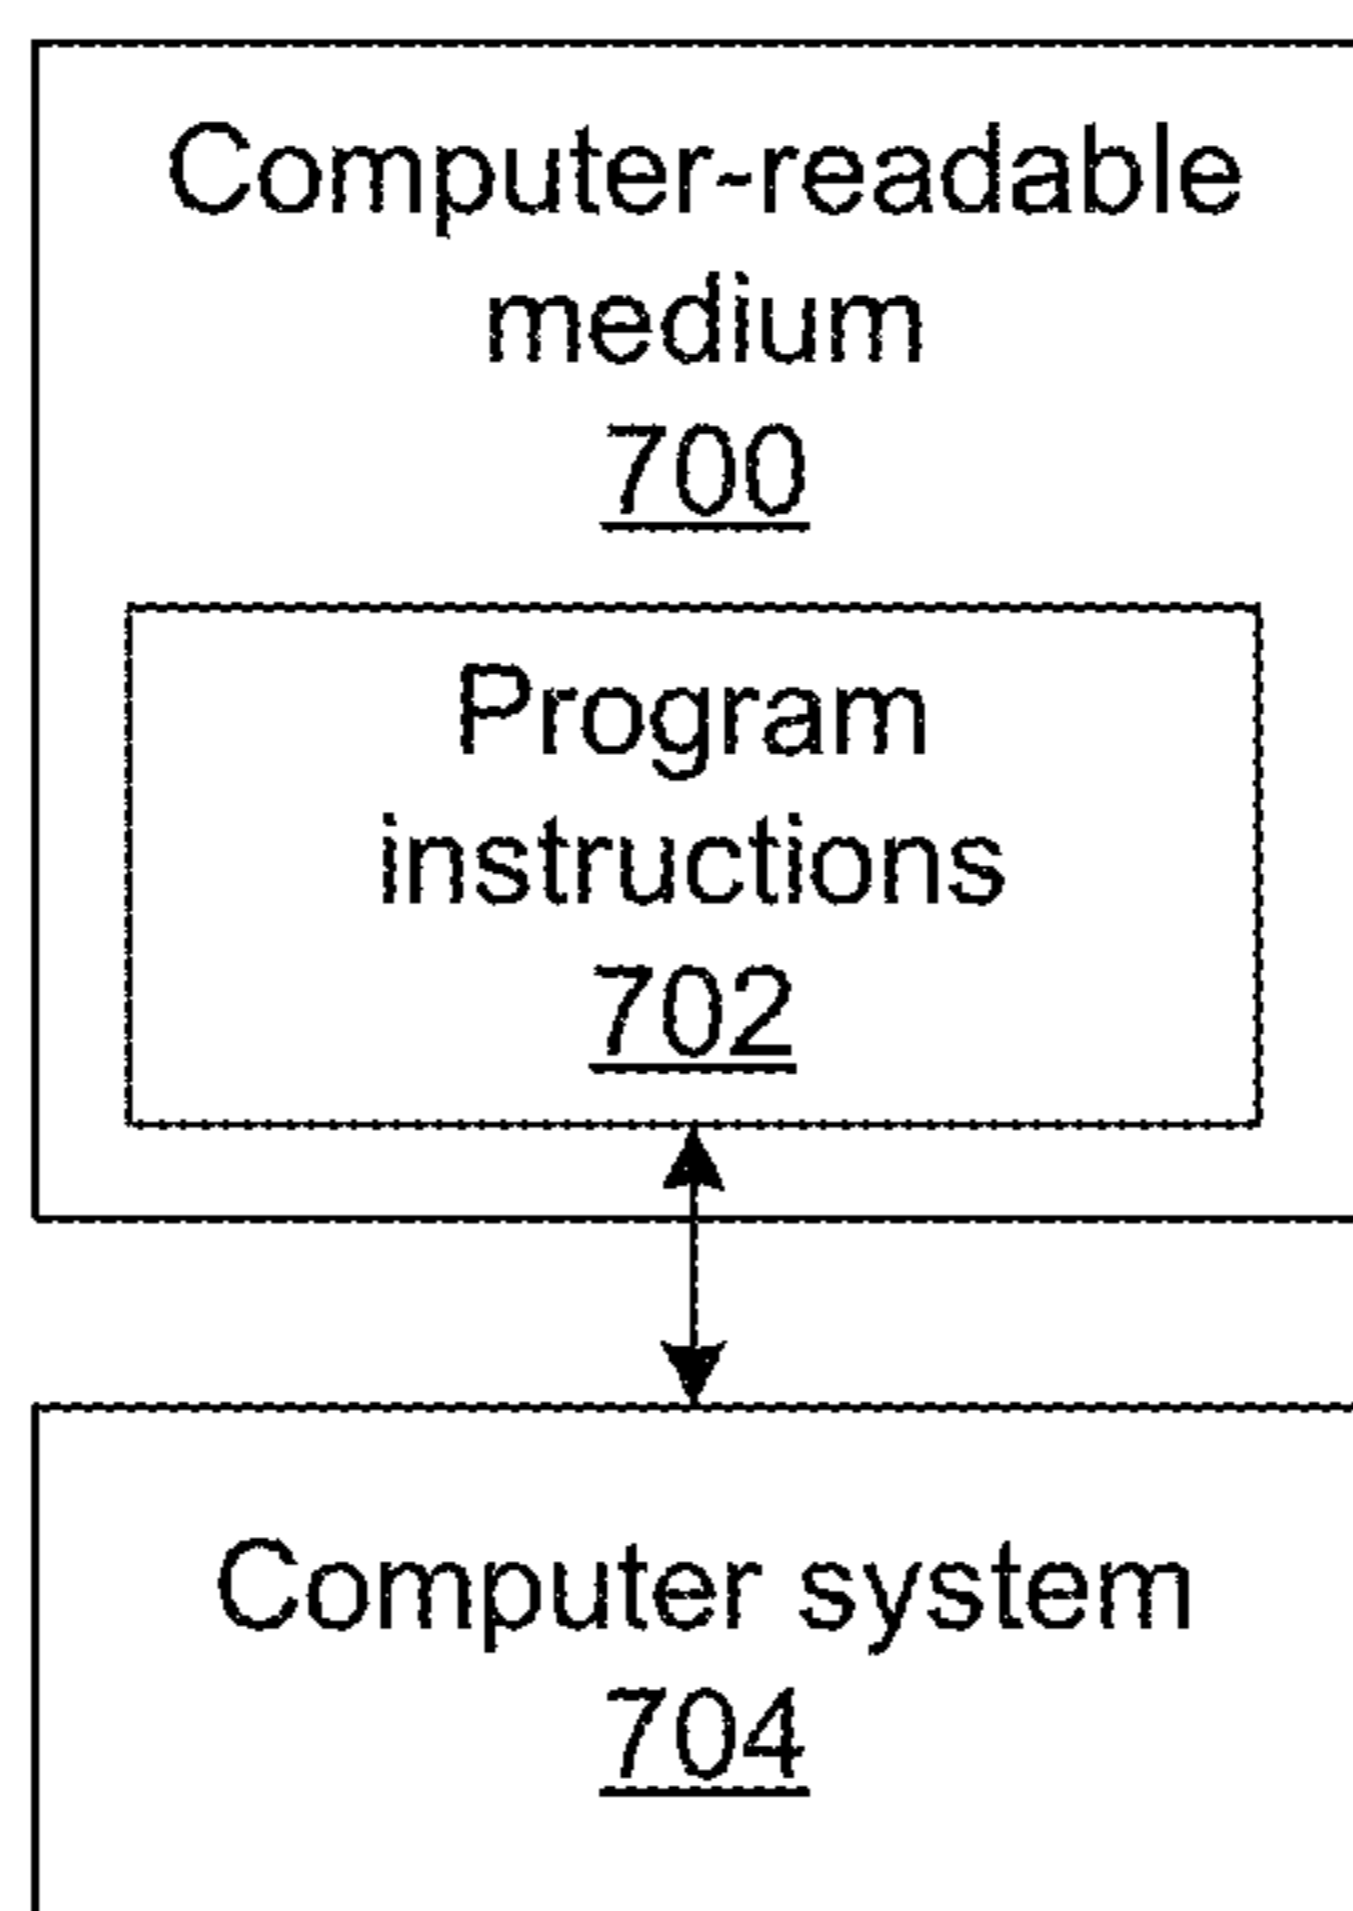 Computer-readable
medium
700
Program
instructions
702
Computer system
704